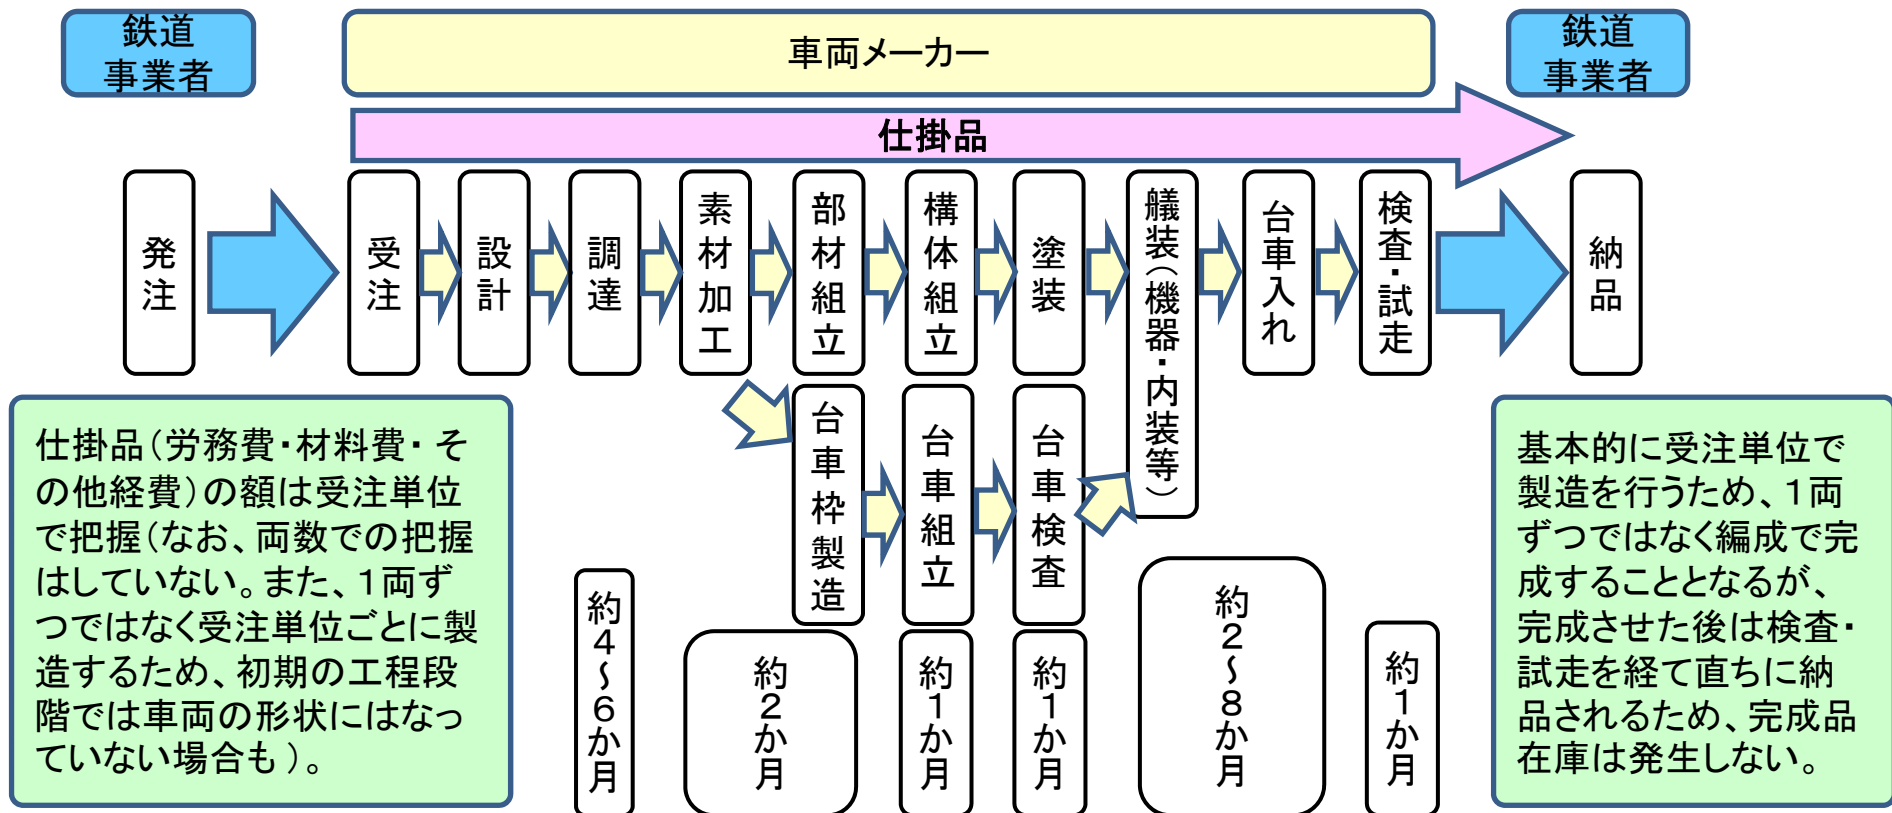 鉄道
事業者
車両メーカー
鉄道
事業者
仕掛品
発注
受注
設計
調達
素材加工
部材組立
構体組立
塗装
艤装(機器・内装等)
台車入れ
検査・試走
納品
台車枠製造
台車組立
台車検査
仕掛品(労務費・材料費・そ
の他経費)の額は受注単位
で把握(なお、両数での把握
はしていない。また、1両ず
つではなく受注単位ごとに製
造するため、初期の工程段
階では車両の形状にはなっ
ていない場合も)。
約4~6か月
約2か月
約1か月
約1か月
約2~8か月
約1か月
基本的に受注単位で
製造を行うため、1両
ずつではなく編成で完
成することとなるが、
完成させた後は検査・
試走を経て直ちに納
品されるため、完成品
在庫は発生しない。